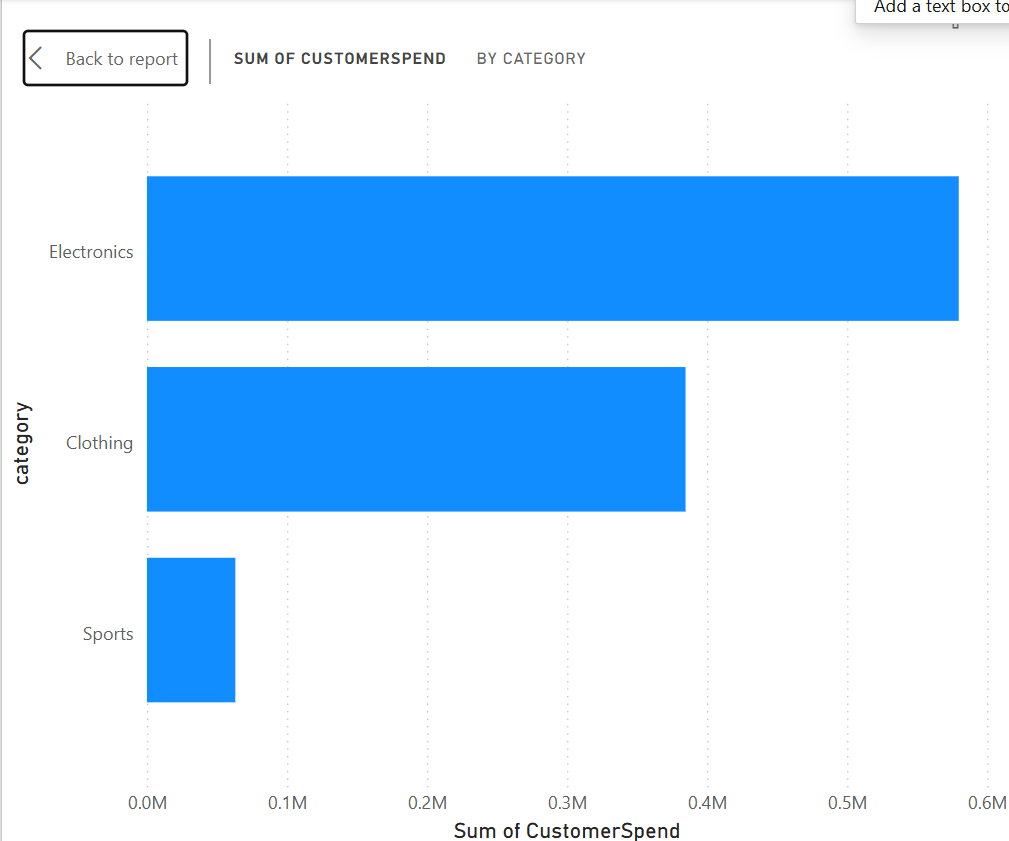 Add a text box to
Back to report
SUM OF CUSTOMERSPEND
BY CATEGORY
Electronics
Clothing
Sports
category
0.0M 0.1M 0.2M 0.3M 0.4M 0.5M 0.6M
Sum of CustomerSpend